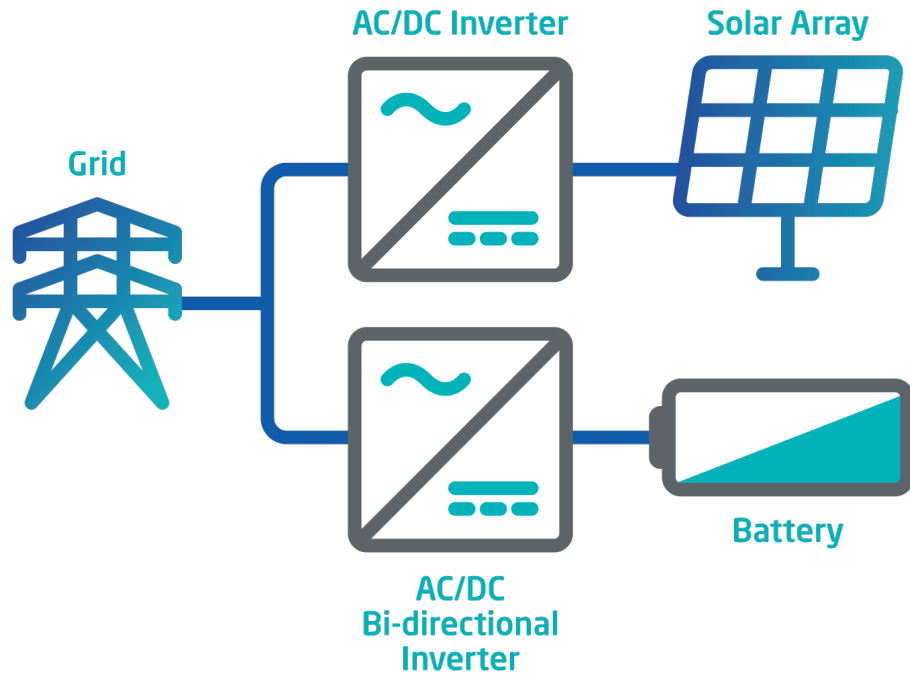 AC/DC Inverter
Solar Array
Grid
Battery
AC/DC
Bi-directional
Inverter